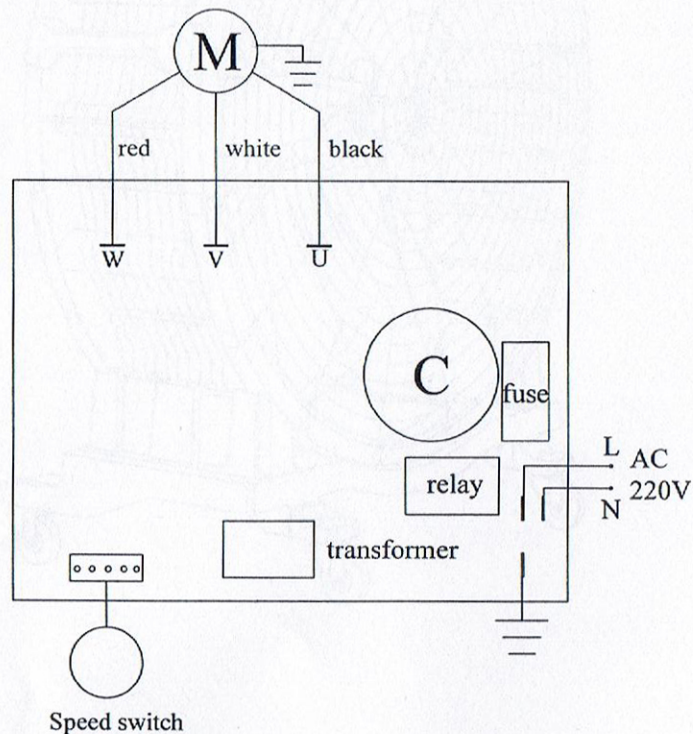 M
red
white
black
W
V
U
C
fuse
L
AC
relay
220V
N
transformer
Speed switch